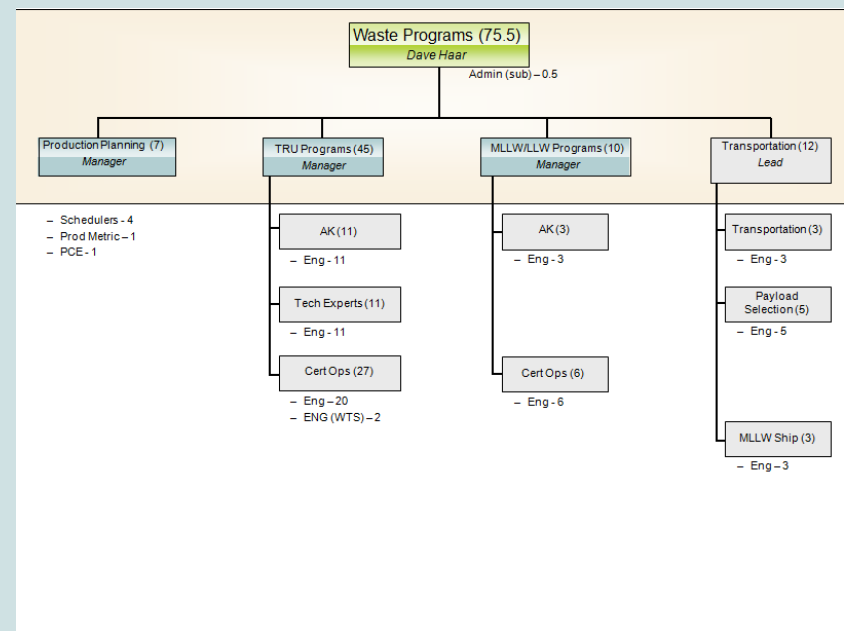 Waste Programs (75.5)
Dave Haar
Admin (sub) – 0.5
Production Planning (7)
Manager
TRU Programs (45)
Manager
MLLW/LLW Programs (10)
Manager
Transportation (12)
Lead
– Schedulers - 4
– Prod Metric – 1
– PCE - 1
AK (11)
– Eng - 11
Tech Experts (11)
– Eng - 11
Cert Ops (27)
– Eng – 20
– ENG (WTS) – 2
AK (3)
– Eng - 3
Cert Ops (6)
– Eng - 6
Transportation (3)
– Eng - 3
Payload
Selection (5)
– Eng - 5
MLLW Ship (3)
– Eng – 3